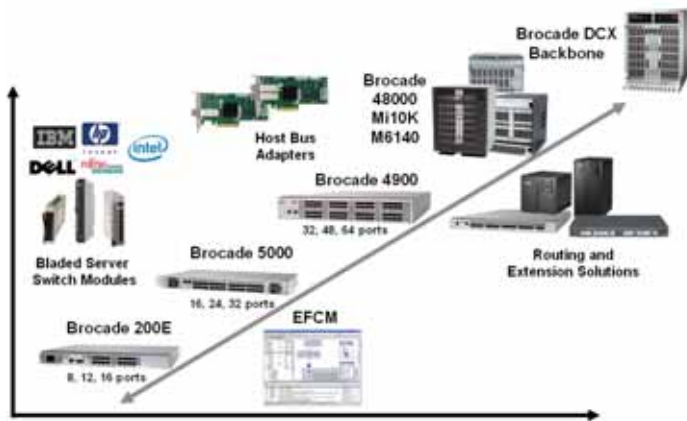 Brocade DCX
Backbone
Brocade
48000
Mi10K
M6140
Host Bus
Adapters
IBM
hp
invent
intel
DELL
Brocade 4900
32, 48, 64 ports
Routing and
Extension Solutions
Bladed Server
Switch Modules
Brocade 5000
16, 24, 32 ports
EFCM
Brocade 200E
8, 12, 16 ports